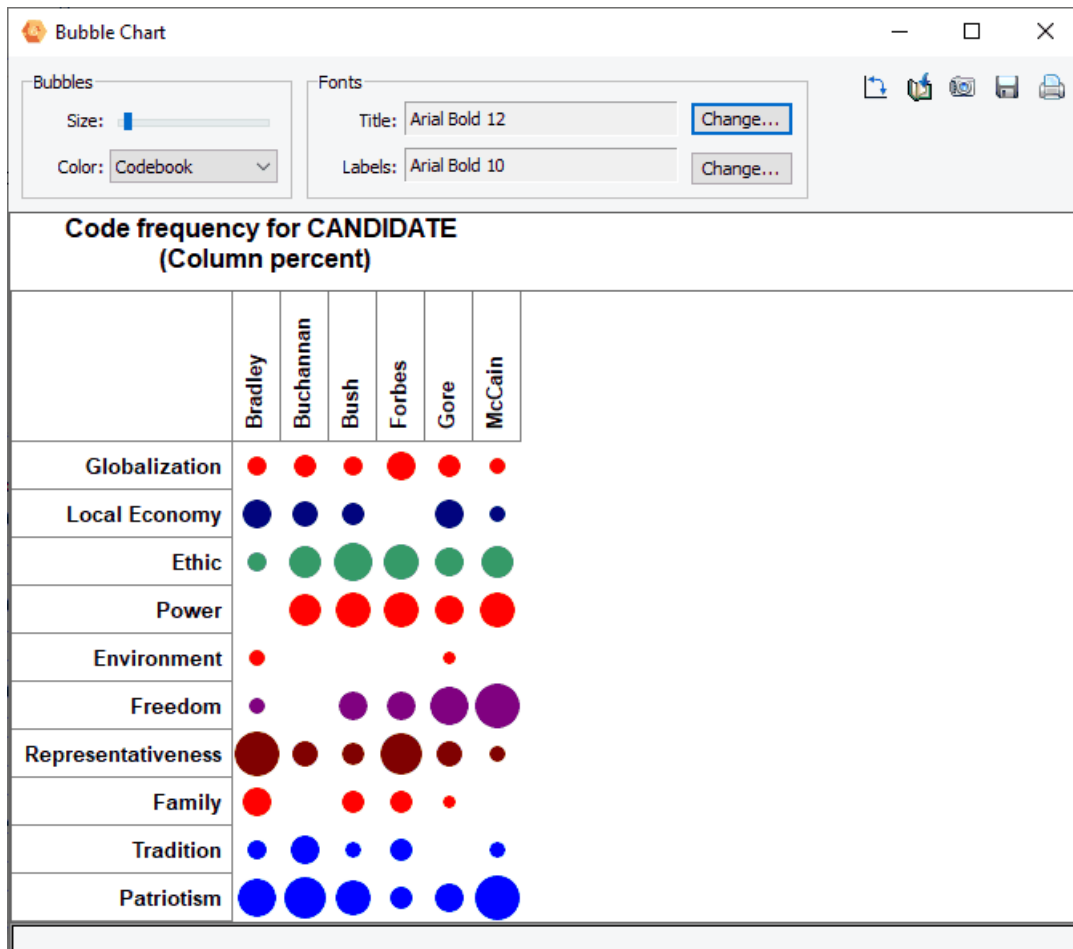 Bubble Chart
Bubbles
Size:
Color: Codebook
Fonts
Title: Arial Bold 12 Change...
Labels: Arial Bold 10 Change...
Code frequency for CANDIDATE
(Column percent)
Bradley Buchannan Bush Forbes Gore McCain
Globalization
Local Economy
Ethic
Power
Environment
Freedom
Representativeness
Family
Tradition
Patriotism